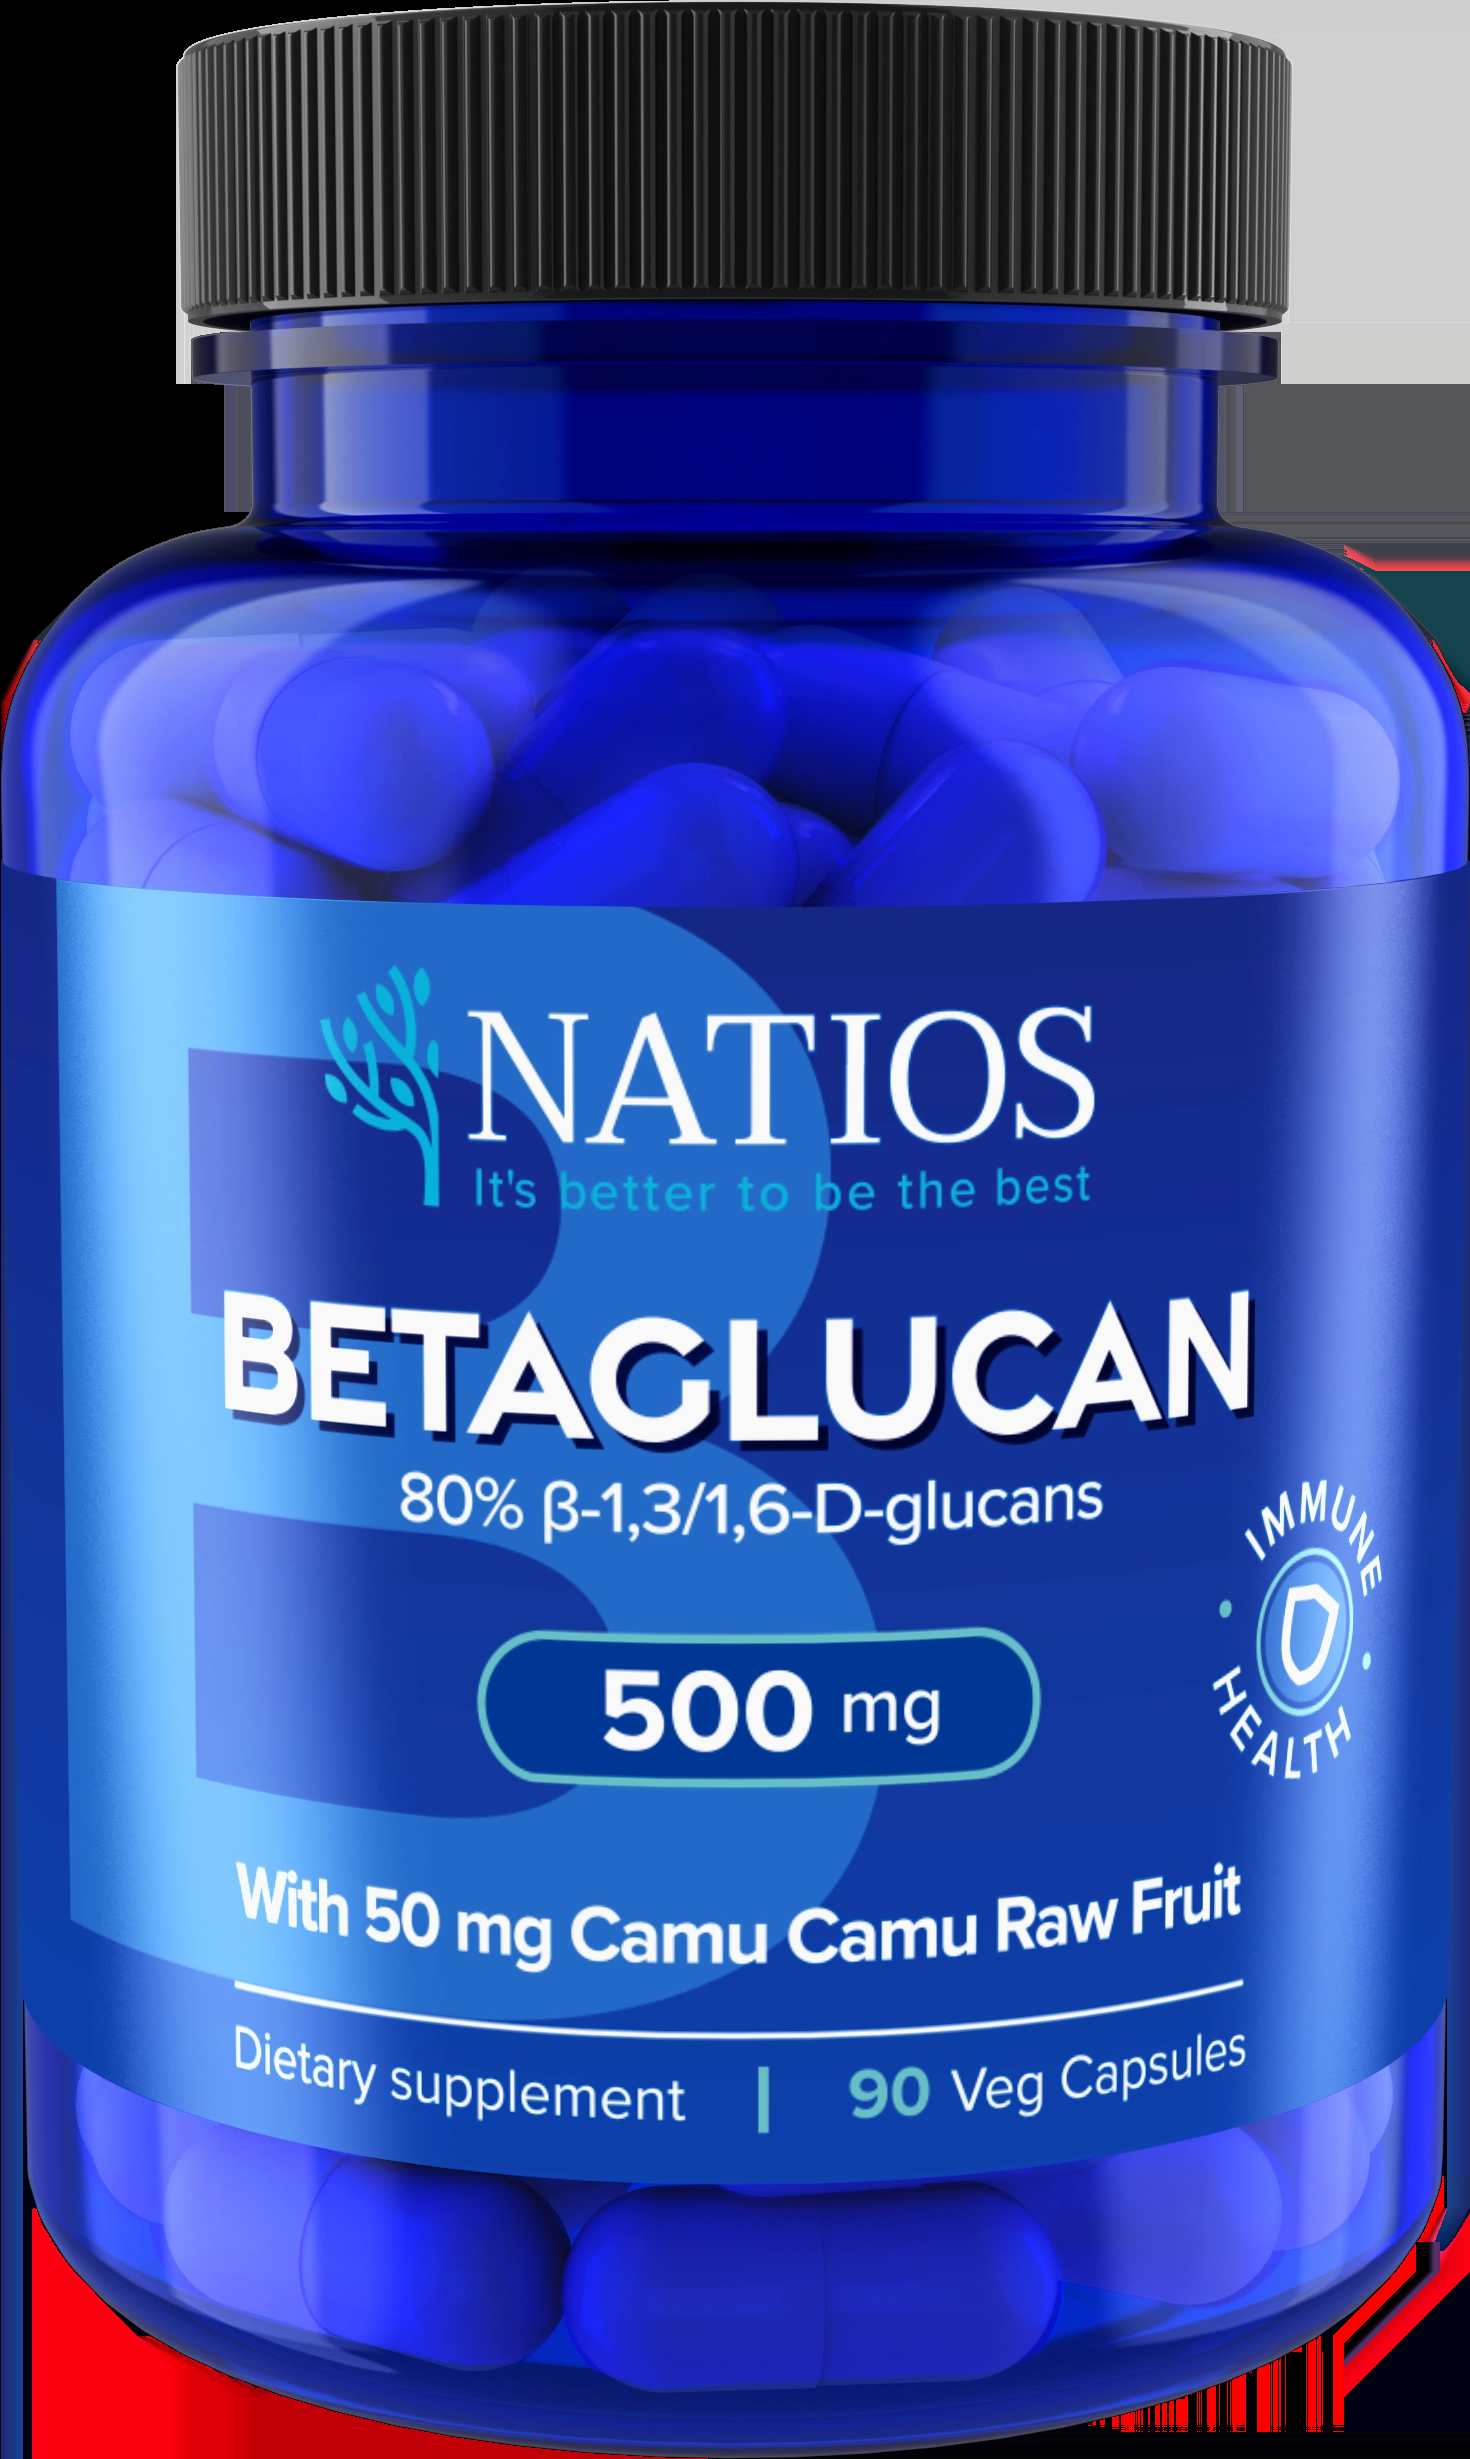 NATIOS
It's better to be the best
BETAGLUCAN
80% β-1,3/1,6-D-glucans
500 mg
IMMUNE
HEALTH
With 50 mg Camu Camu Raw Fruit
Dietary supplement | 90 Veg Capsules